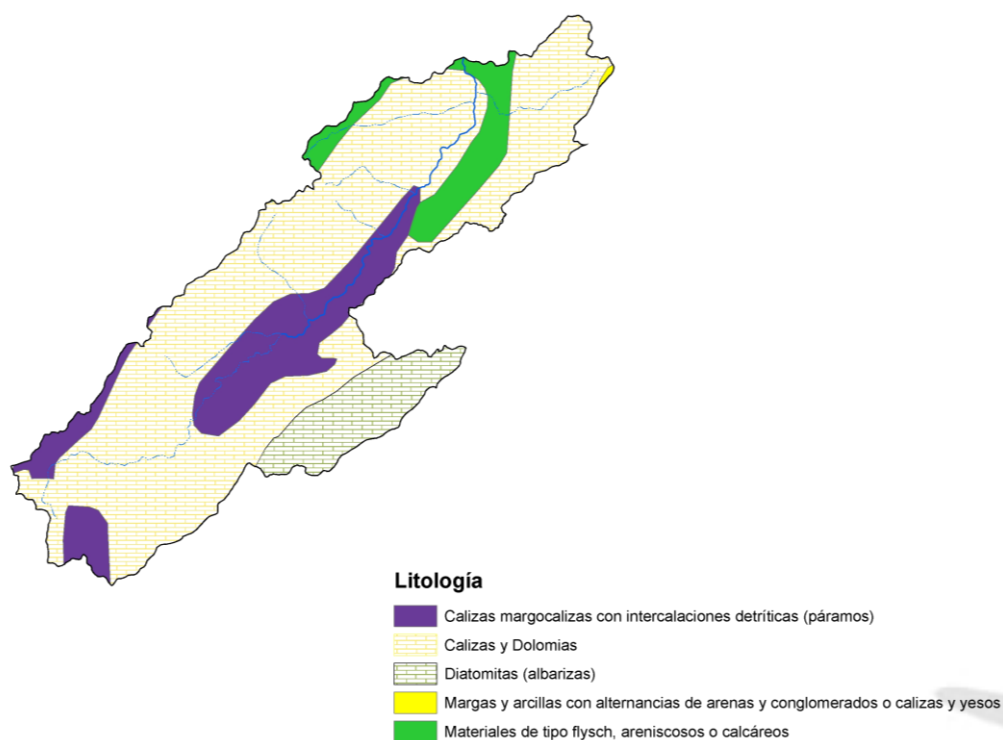 Litología
Calizas margocalizas con intercalaciones detríticas (páramos)
Calizas y Dolomias
Diatomitas (albarizas)
Margas y arcillas con alternancias de arenas y conglomerados o calizas y yesos
Materiales de tipo flysch, areniscosos o calcáreos